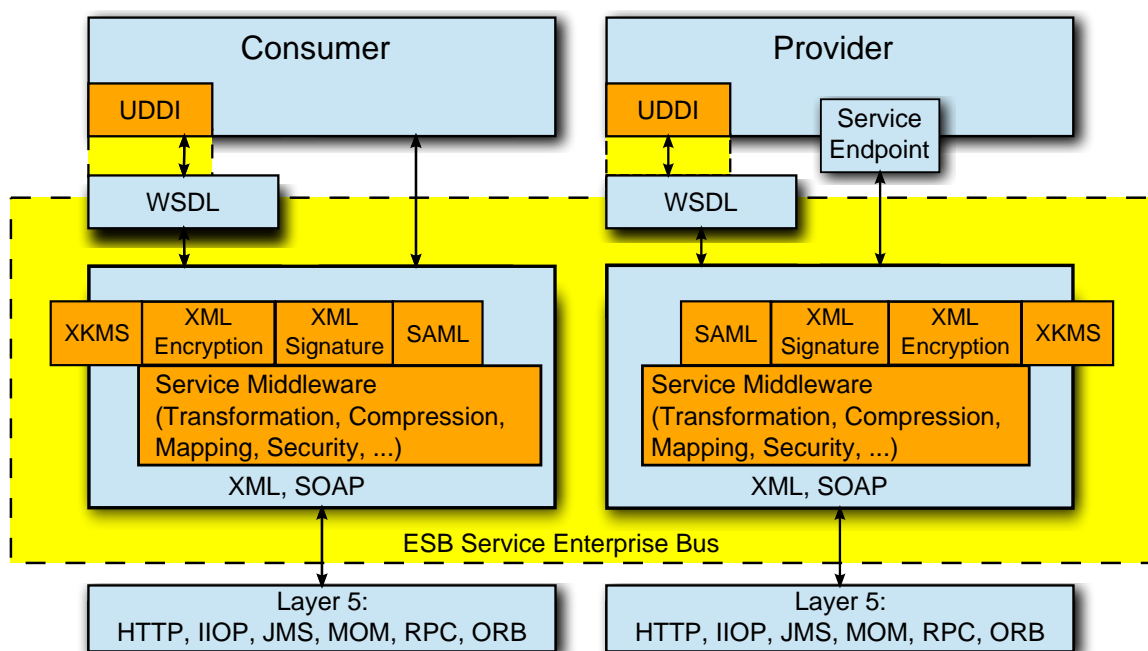 Consumer
UDDI
WSDL
XKMS
XML
Encryption
XML
Signature
SAML
Service Middleware
(Transformation, Compression,
Mapping, Security, ...)
XML, SOAP
Provider
UDDI
Service
Endpoint
WSDL
SAML
XML
Signature
XML
Encryption
XKMS
Service Middleware
(Transformation, Compression,
Mapping, Security, ...)
XML, SOAP
ESB Service Enterprise Bus
Layer 5:
HTTP, IIOP, JMS, MOM, RPC, ORB
Layer 5:
HTTP, IIOP, JMS, MOM, RPC, ORB